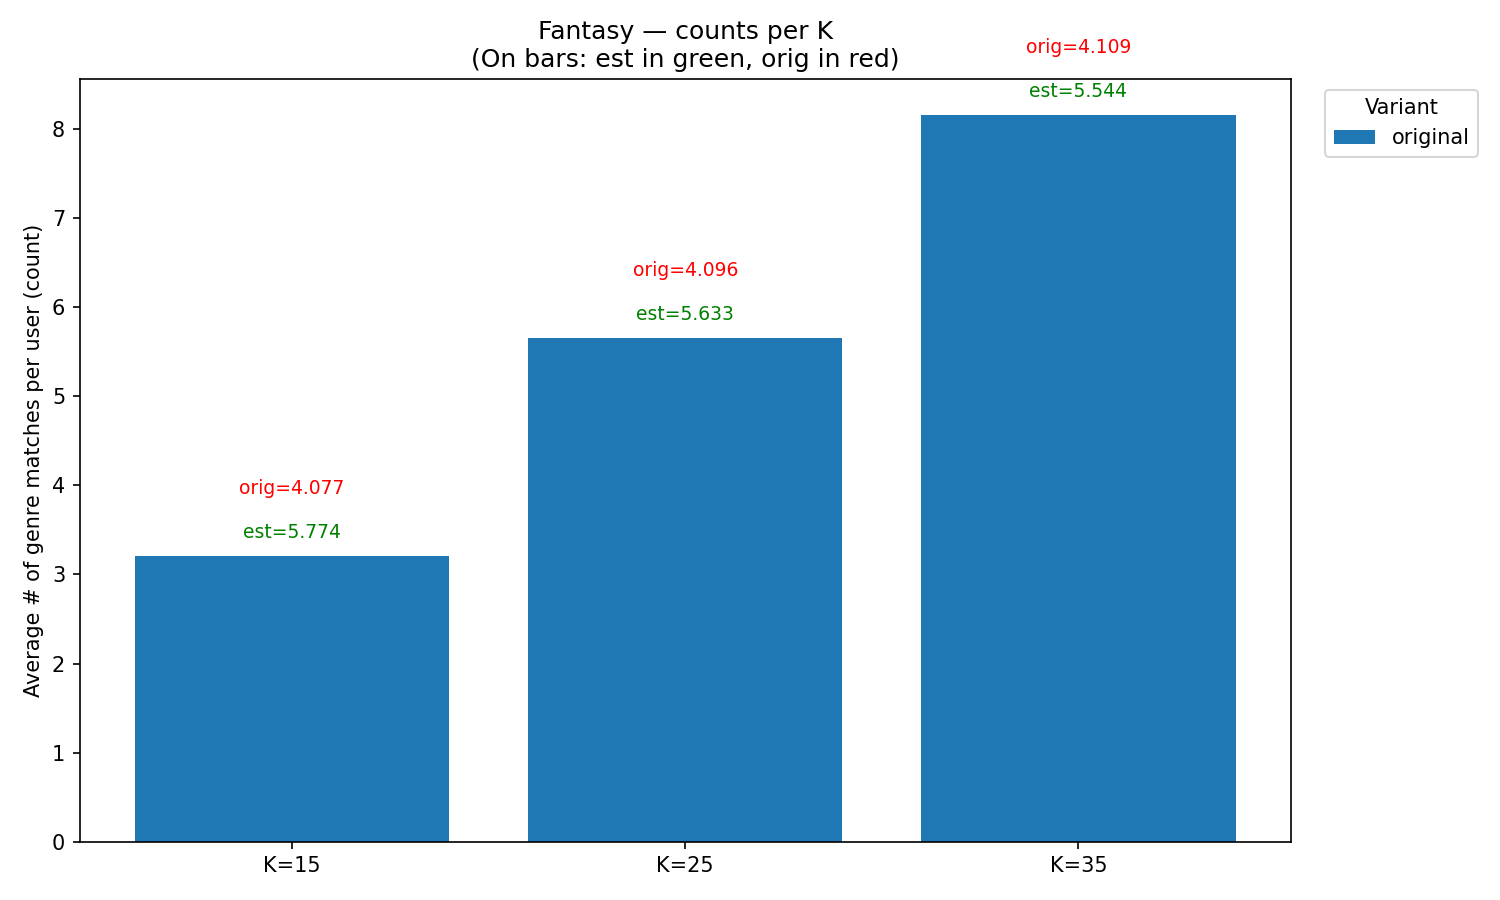 Fantasy — counts per K
(On bars: est in green, orig in red)
orig=4.109
est=5.544
Variant
original
orig=4.096
est=5.633
orig=4.077
est=5.774
Average # of genre matches per user (count)
8
7
6
5
4
3
2
1
0
K=15
K=25
K=35